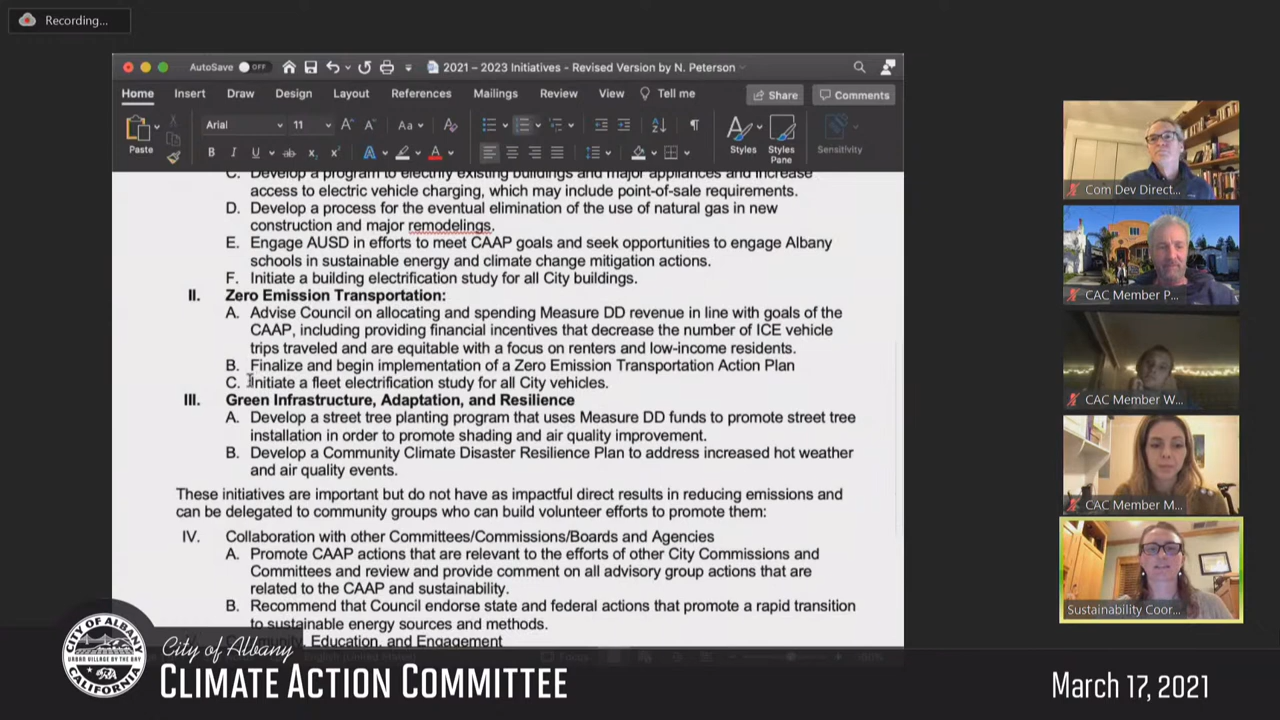 Recording...
AutoSave OFF
2021 – 2023 Initiatives - Revised Version by N. Peterson
Home Insert Draw Design Layout References Mailings Review View Tell me
Share Comments
Paste
Arial 11
Styles
Styles Pane
Sensitivity
C. Develop a program to electrify existing buildings and major appliances and increase
access to electric vehicle charging, which may include point-of-sale requirements.
D. Develop a process for the eventual elimination of the use of natural gas in new
construction and major remodelings.
E. Engage AUSD in efforts to meet CAAP goals and seek opportunities to engage Albany
schools in sustainable energy and climate change mitigation actions.
F. Initiate a building electrification study for all City buildings.
II. Zero Emission Transportation:
A. Advise Council on allocating and spending Measure DD revenue in line with goals of the
CAAP, including providing financial incentives that decrease the number of ICE vehicle
trips traveled and are equitable with a focus on renters and low-income residents.
B. Finalize and begin implementation of a Zero Emission Transportation Action Plan
C. Initiate a fleet electrification study for all City vehicles.
III. Green Infrastructure, Adaptation, and Resilience
A. Develop a street tree planting program that uses Measure DD funds to promote street tree
installation in order to promote shading and air quality improvement.
B. Develop a Community Climate Disaster Resilience Plan to address increased hot weather
and air quality events.
These initiatives are important but do not have as impactful direct results in reducing emissions and
can be delegated to community groups who can build volunteer efforts to promote them:
IV. Collaboration with other Committees/Commissions/Boards and Agencies
A. Promote CAAP actions that are relevant to the efforts of other City Commissions and
Committees and review and provide comment on all advisory group actions that are
related to the CAAP and sustainability.
B. Recommend that Council endorse state and federal actions that promote a rapid transition
to sustainable energy sources and methods.
Community, Education, and Engagement
Com Dev Direct...
CAC Member P...
CAC Member W...
CAC Member M...
Sustainability Coor...
CITY OF ALBANY
URBAN VILLAGE BY THE BAY
CALIFORNIA
City of Albany
CLIMATE ACTION COMMITTEE
March 17, 2021